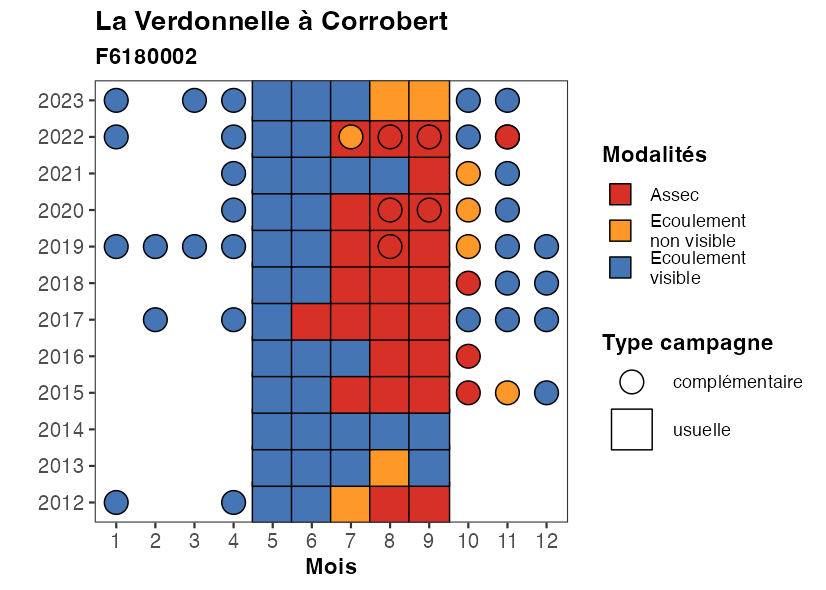 La Verdonnelle à Corrobert
F6180002
2023
2022
2021
2020
2019
2018
2017
2016
2015
2014
2013
2012
1 2 3 4 5 6 7 8 9 10 11 12
Mois
Modalités
Assec
Ecoulement
non visible
Ecoulement
visible
Type campagne
complémentaire
usuelle